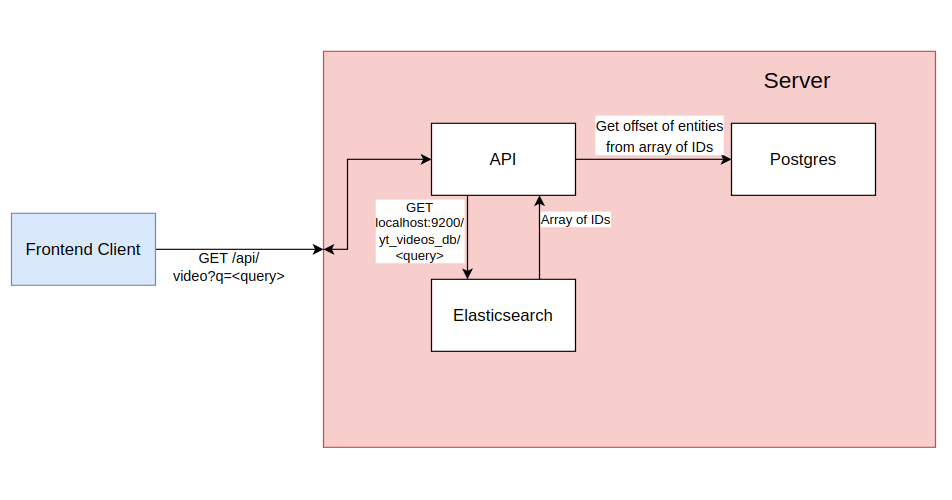 Server
Get offset of entities
from array of IDs
API
Postgres
GET
localhost:9200/
yt_videos_db/
<query>
Array of IDs
Frontend Client
GET /api/
video?q=<query>
Elasticsearch